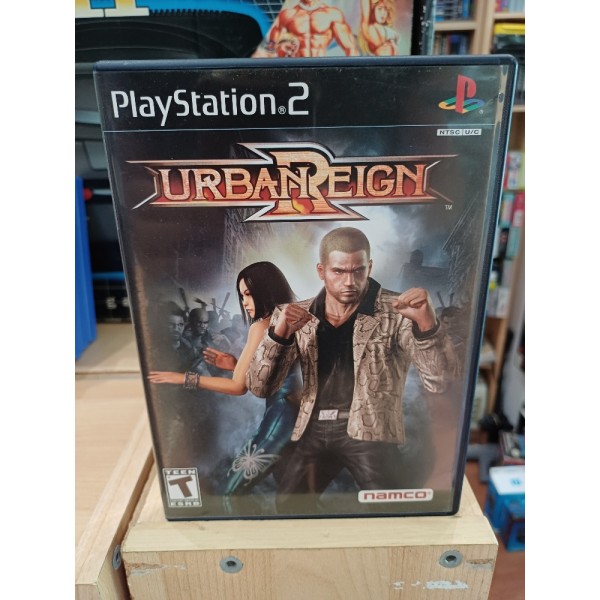 PlayStation®2
NTSC U/C
URBAN REIGN
TM
TEEN
T
ESRB
namco®